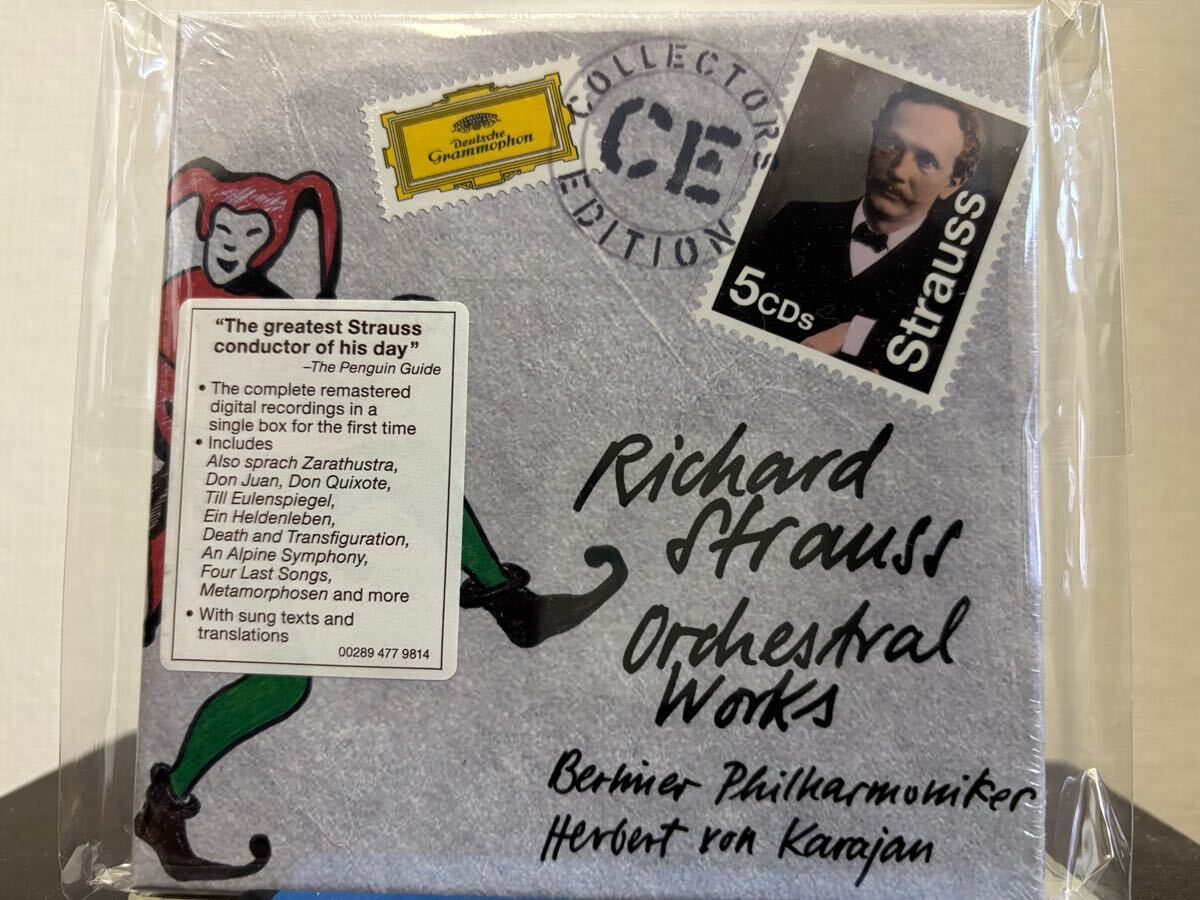 Deutsche
Grammophon
COLLECTORS
CE
EDITION
5CDs
Strauss
“The greatest Strauss
conductor of his day”
–The Penguin Guide
• The complete remastered
digital recordings in a
single box for the first time
• Includes
Also sprach Zarathustra,
Don Juan, Don Quixote,
Till Eulenspiegel,
Ein Heldenleben,
Death and Transfiguration,
An Alpine Symphony,
Four Last Songs,
Metamorphosen and more
• With sung texts and
translations
00289 477 9814
Richard
Strauss
Orchestral
Works
Berliner Philharmoniker
Herbert von Karajan